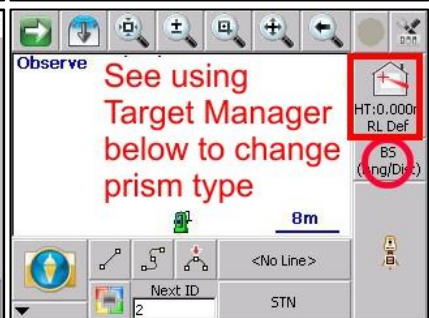 Observe
See using
Target Manager
below to change
prism type
HT:0.000m
RL Def
BS
(Ang/Dist)
8m
<No Line>
Next ID
2
STN